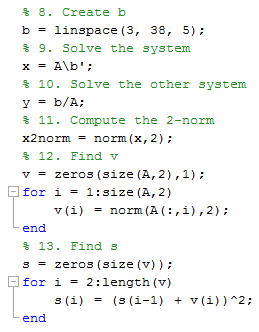 % 8. Create b
b = linspace(3, 38, 5);
% 9. Solve the system
x = A\b';
% 10. Solve the other system
y = b/A;
% 11. Compute the 2-norm
x2norm = norm(x,2);
% 12. Find v
v = zeros(size(A,2),1);
for i = 1:size(A,2)
    v(i) = norm(A(:,i),2);
end
% 13. Find s
s = zeros(size(v));
for i = 2:length(v)
    s(i) = (s(i-1) + v(i))^2;
end